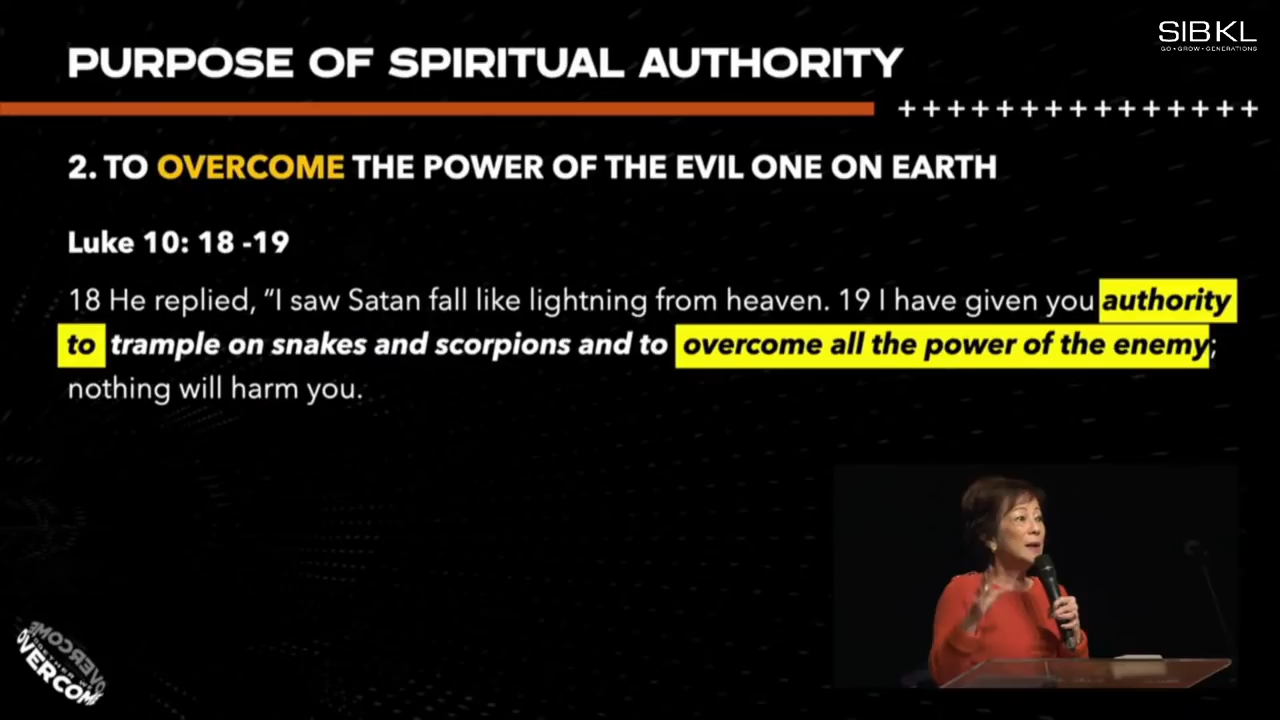 SIBKL
GO • GROW • GENERATIONS
PURPOSE OF SPIRITUAL AUTHORITY
++++++++++++++++
2. TO OVERCOME THE POWER OF THE EVIL ONE ON EARTH
Luke 10: 18 -19
18 He replied, “I saw Satan fall like lightning from heaven. 19 I have given you authority
to trample on snakes and scorpions and to overcome all the power of the enemy;
nothing will harm you.
OVERCOME
OVERCOME